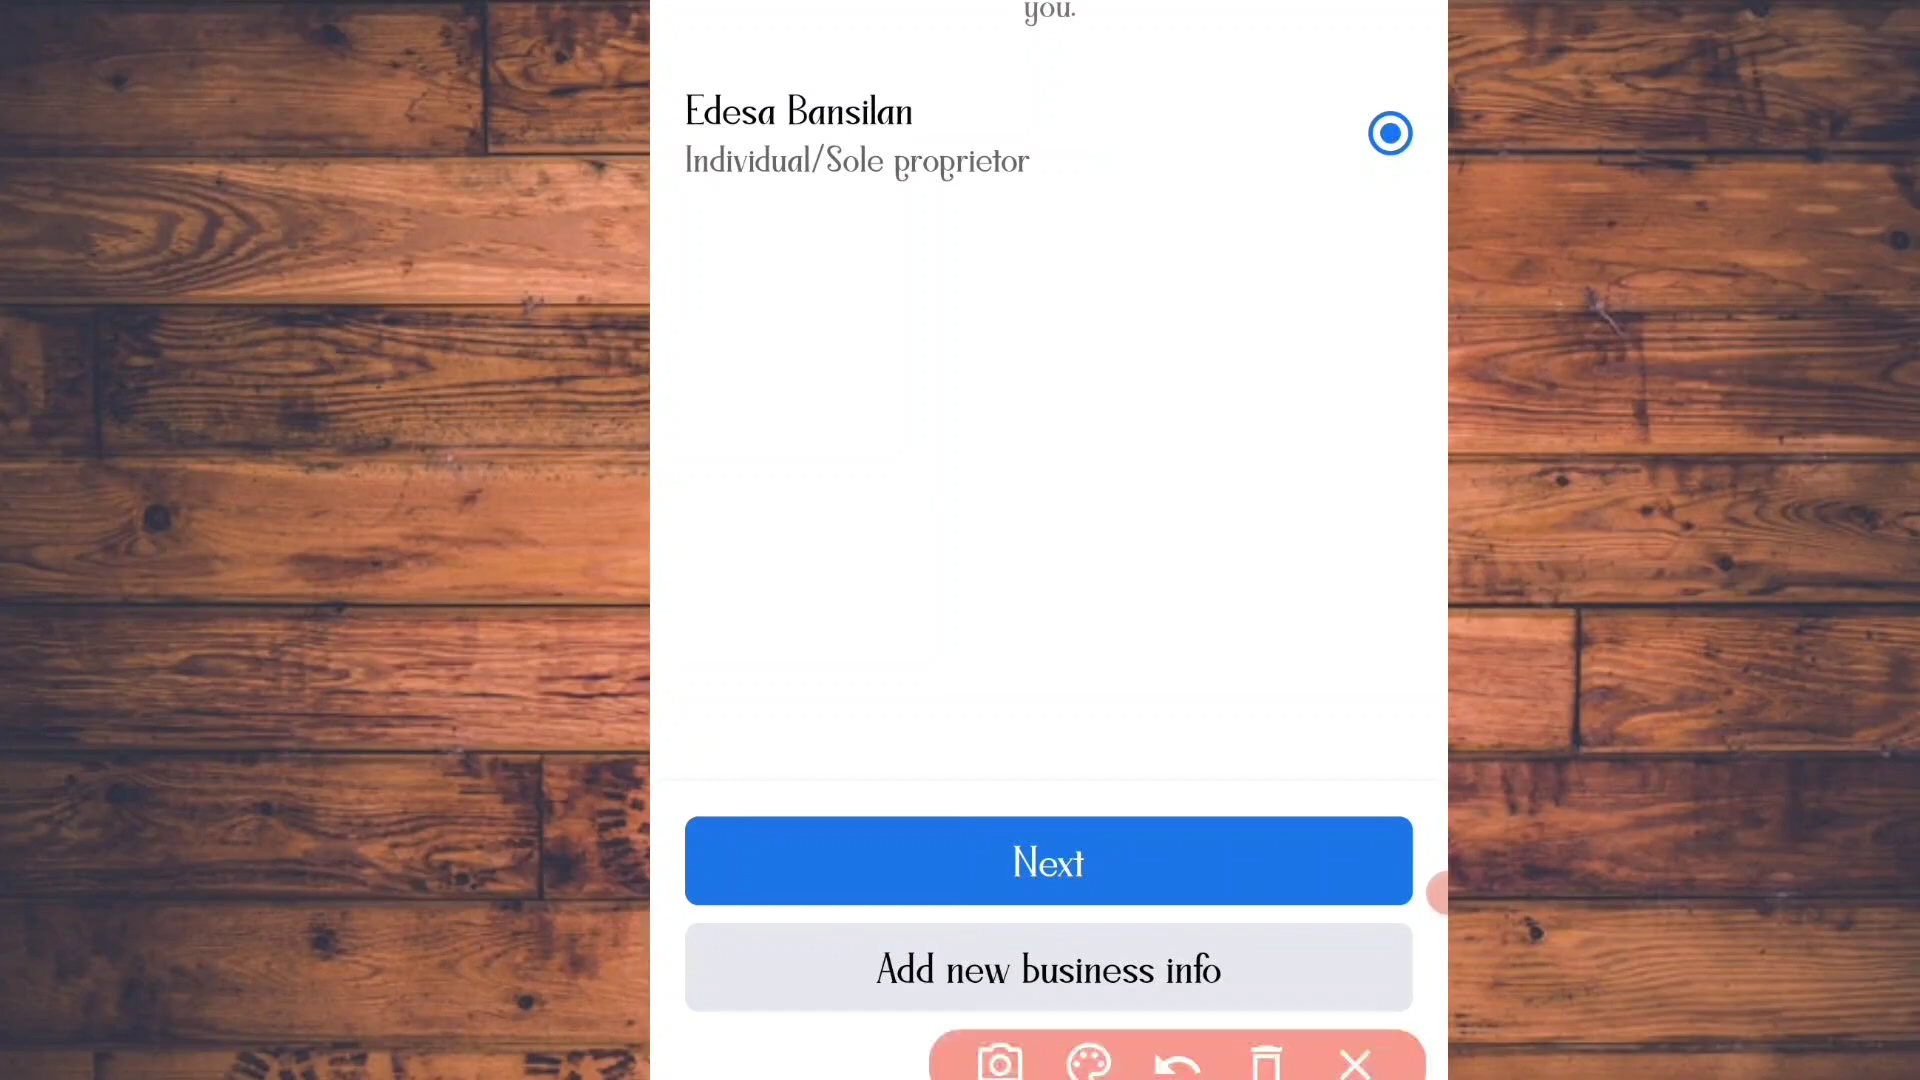 you.
Edesa Bansilan
Individual/Sole proprietor
Next
Add new business info